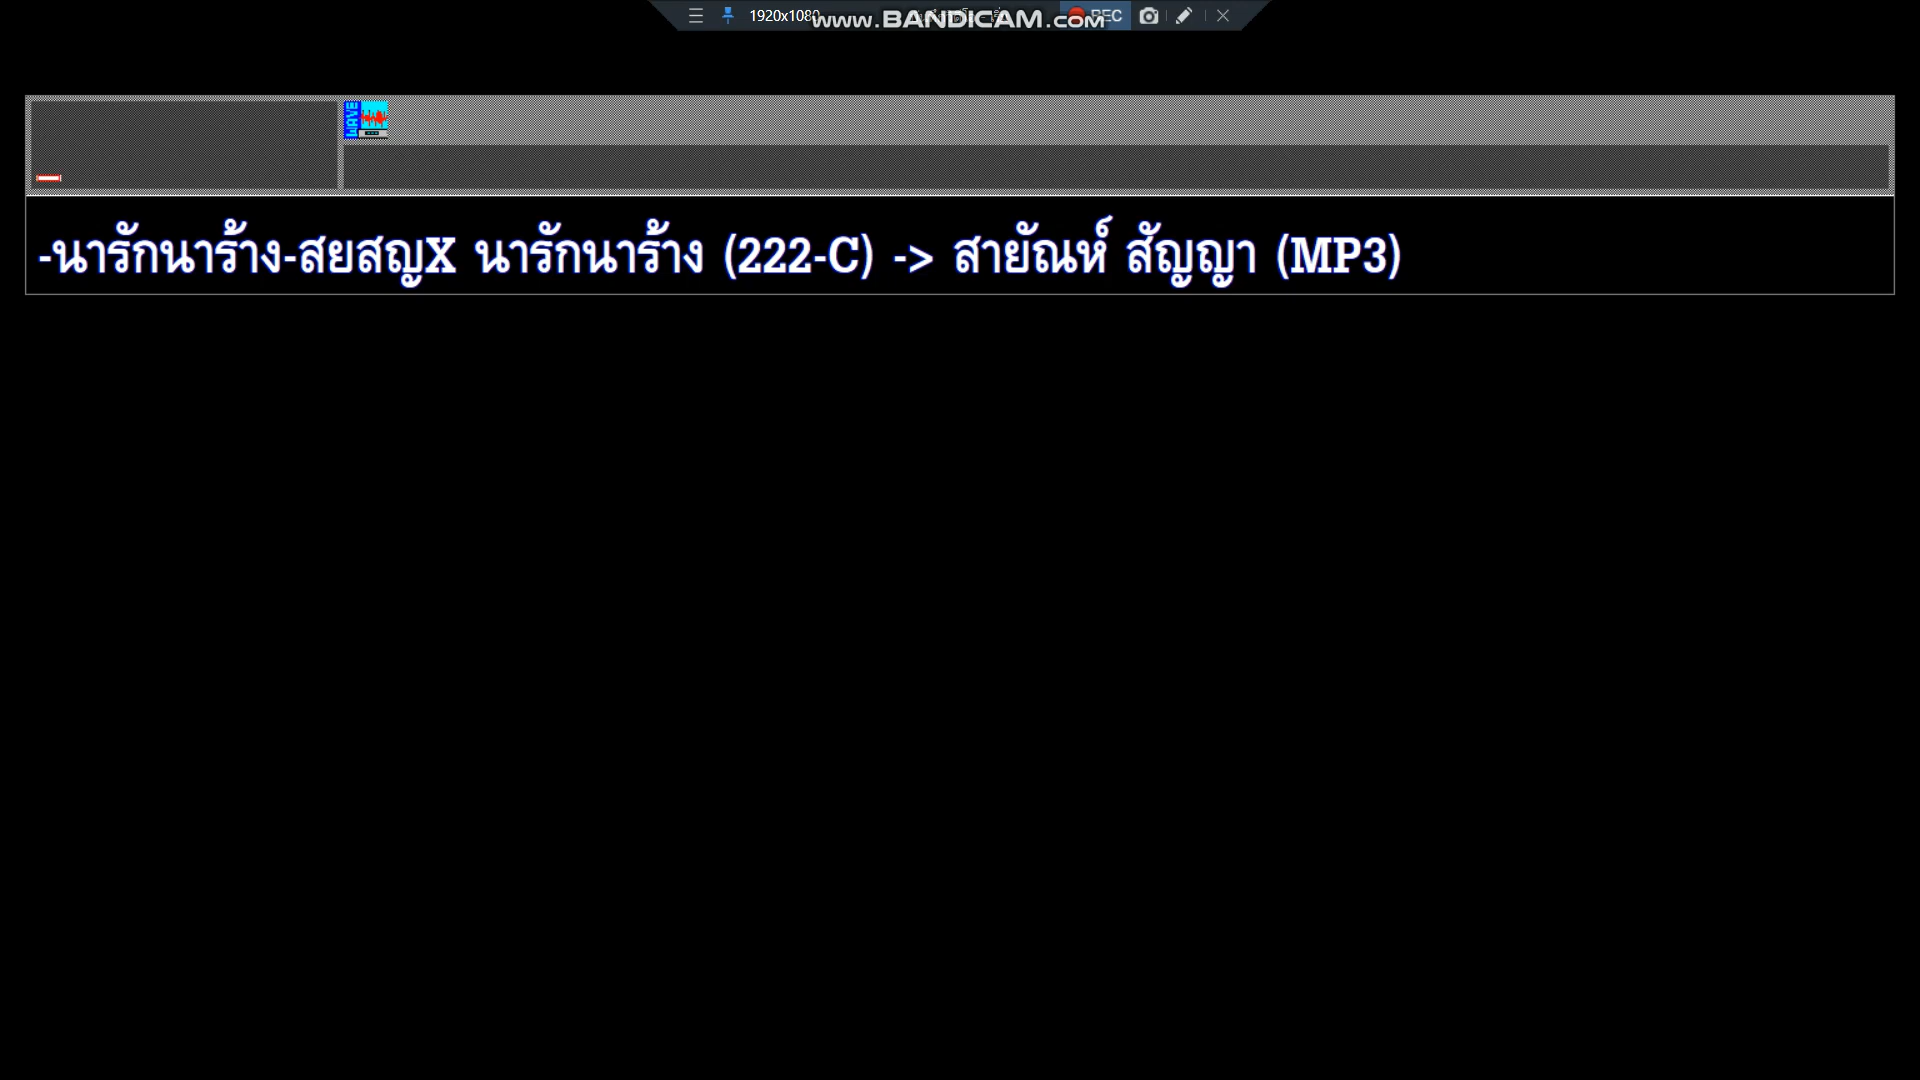 1920x1080
www.BANDICAM.com
REC
WAVE
-นารักนาร้าง-สยสญX นารักนาร้าง (222-C) -> สายัณห์ สัญญา (MP3)